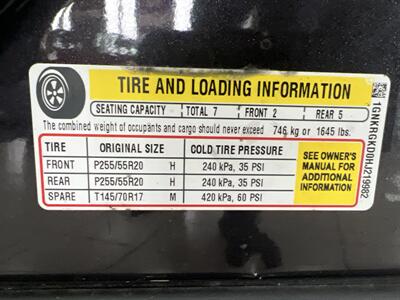 TIRE AND LOADING INFORMATION
SEATING CAPACITY TOTAL 7 FRONT 2 REAR 5
The combined weight of occupants and cargo should never exceed 746 kg or 1645 lbs.
TIRE ORIGINAL SIZE COLD TIRE PRESSURE
FRONT P255/55R20 H 240 kPa, 35 PSI
REAR P255/55R20 H 240 kPa, 35 PSI
SPARE T145/70R17 M 420 kPa, 60 PSI
SEE OWNER'S
MANUAL FOR
ADDITIONAL
INFORMATION
1GNKRGKD0HJ219982